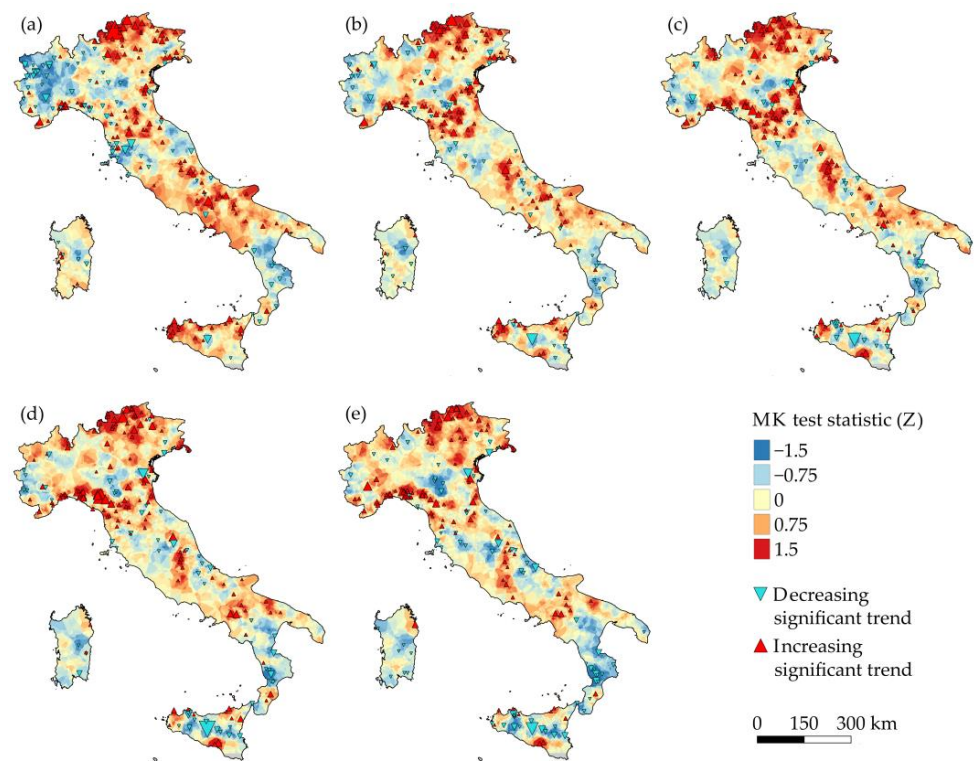 (a)
(b)
(c)
(d)
(e)
MK test statistic (Z)
−1.5
−0.75
0
0.75
1.5
Decreasing
significant trend
Increasing
significant trend
0 150 300 km